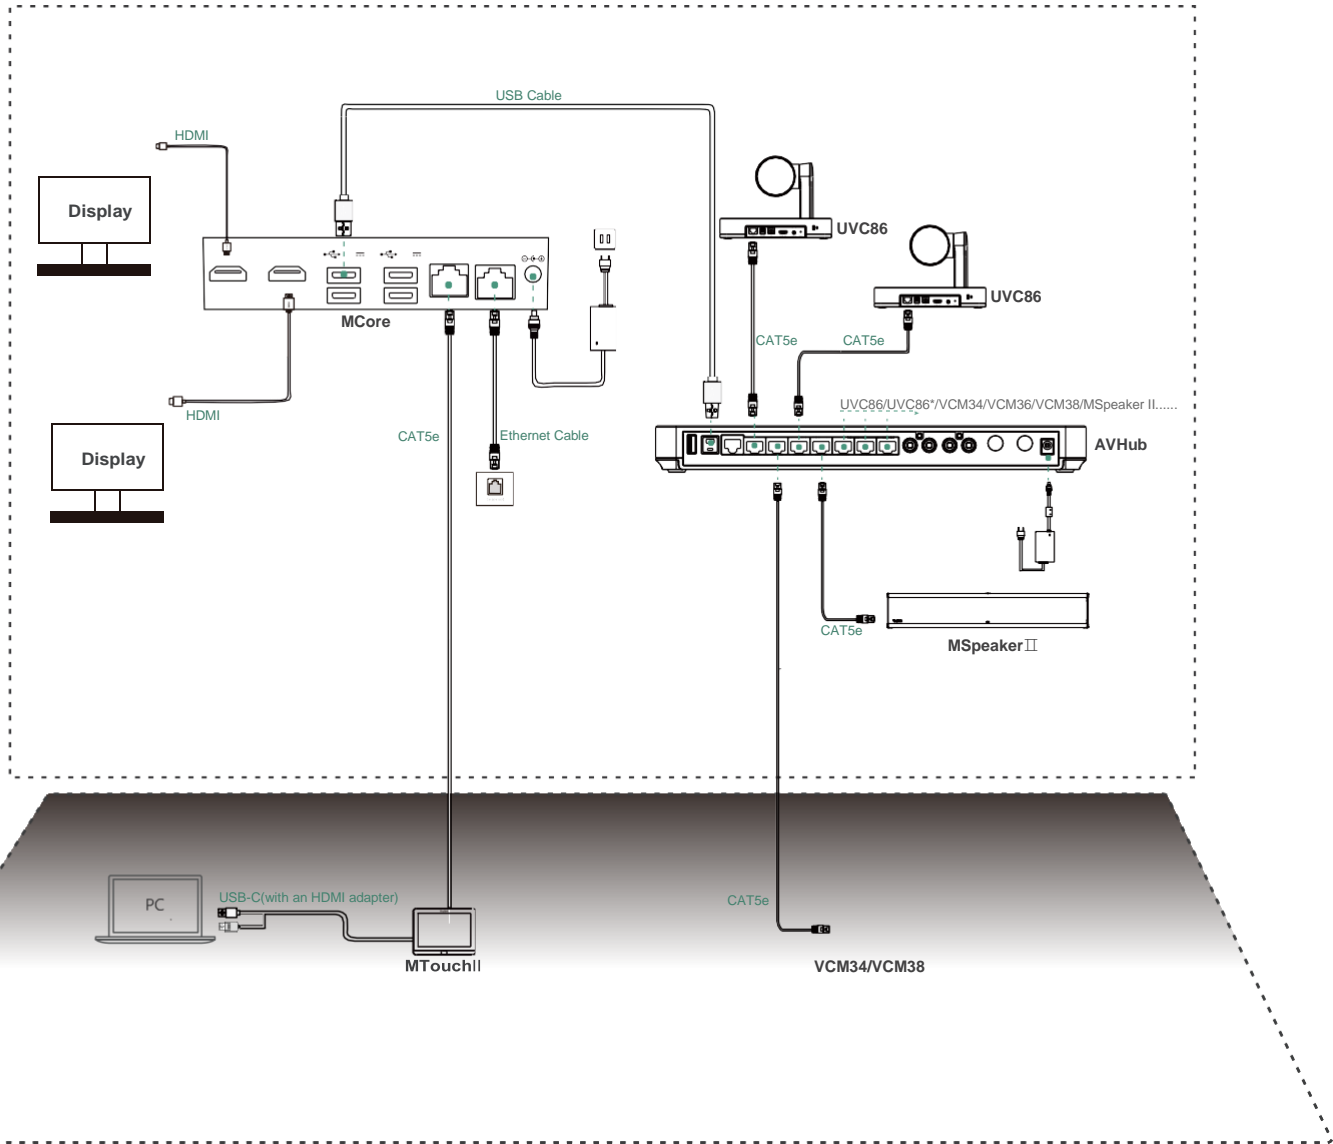 USB Cable
HDMI
Display
UVC86
UVC86
MCore
CAT5e
CAT5e
UVC86/UVC86*/VCM34/VCM36/VCM38/MSpeaker II......
HDMI
CAT5e
Ethernet Cable
AVHub
Display
CAT5e
MSpeakerⅡ
PC
USB-C(with an HDMI adapter)
CAT5e
MTouchII
VCM34/VCM38